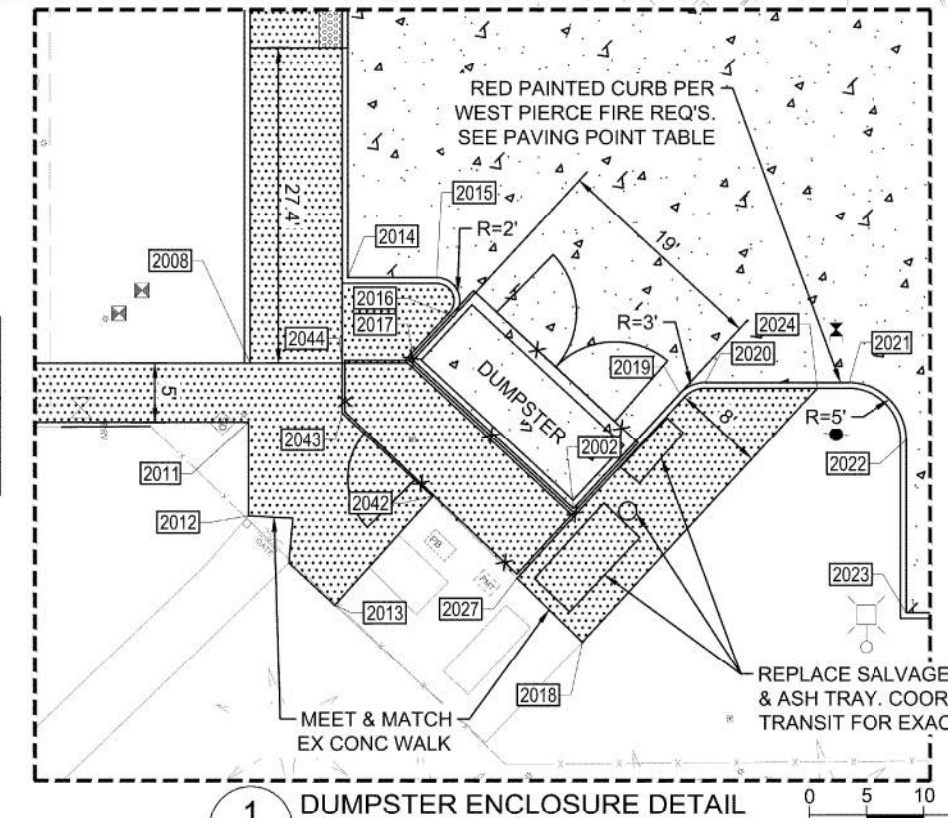 RED PAINTED CURB PER
WEST PIERCE FIRE REQ'S.
SEE PAVING POINT TABLE
27.4'
2015
2014
R=2'
19'
2008
2016
2017
2044
R=3'
2024
2019
2020
2021
DUMPSTER
5'
8'
R=5'
2043
2002
2022
2011
2042
2012
GATE
PB
PMT
2023
2027
2013
2018
REPLACE SALVAGE
& ASH TRAY. COOR
TRANSIT FOR EXAC
MEET & MATCH
EX CONC WALK
1
DUMPSTER ENCLOSURE DETAIL
0 5 10